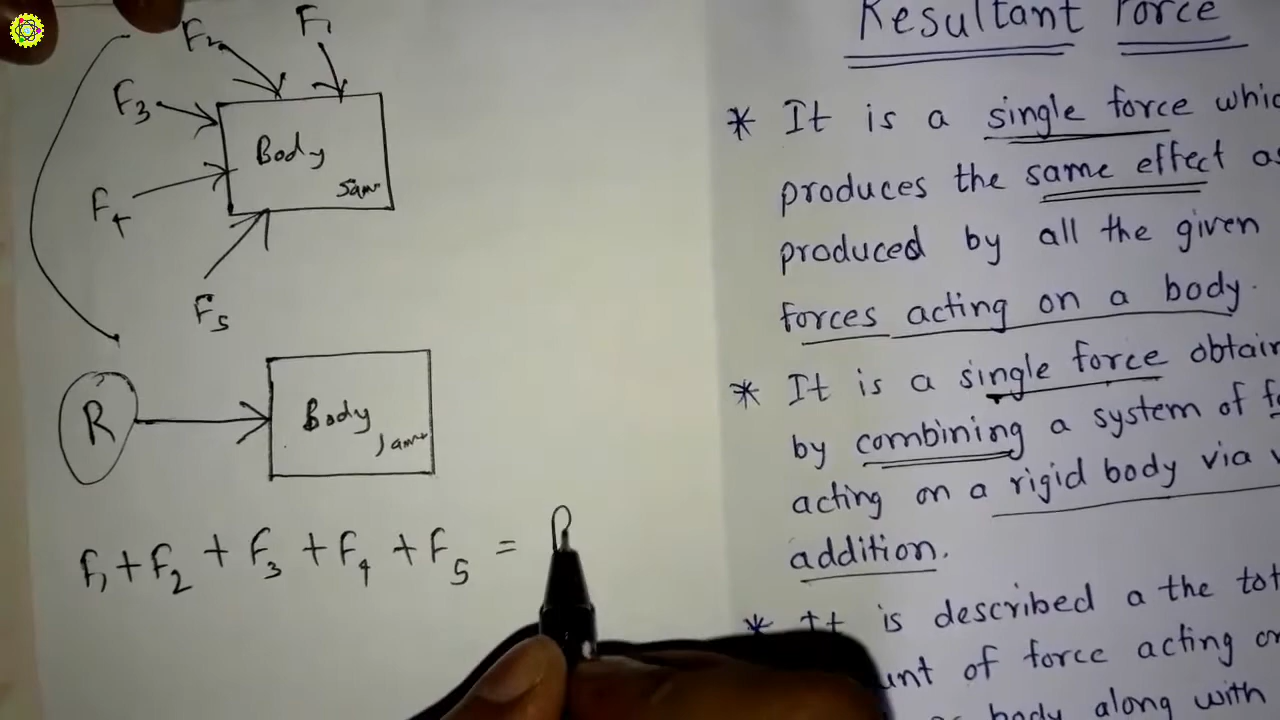 F1
F2
F3
Body
Same
F4
F5
R
Body
Same
F1 + F2 + F3 + F4 + F5 =
Resultant Force
* It is a single force
produces the same effect
produced by all the given
forces acting on a body.
* It is a single force
by combining a system of
acting on a rigid body via
addition.
* It is described a the
of force acting
body along with